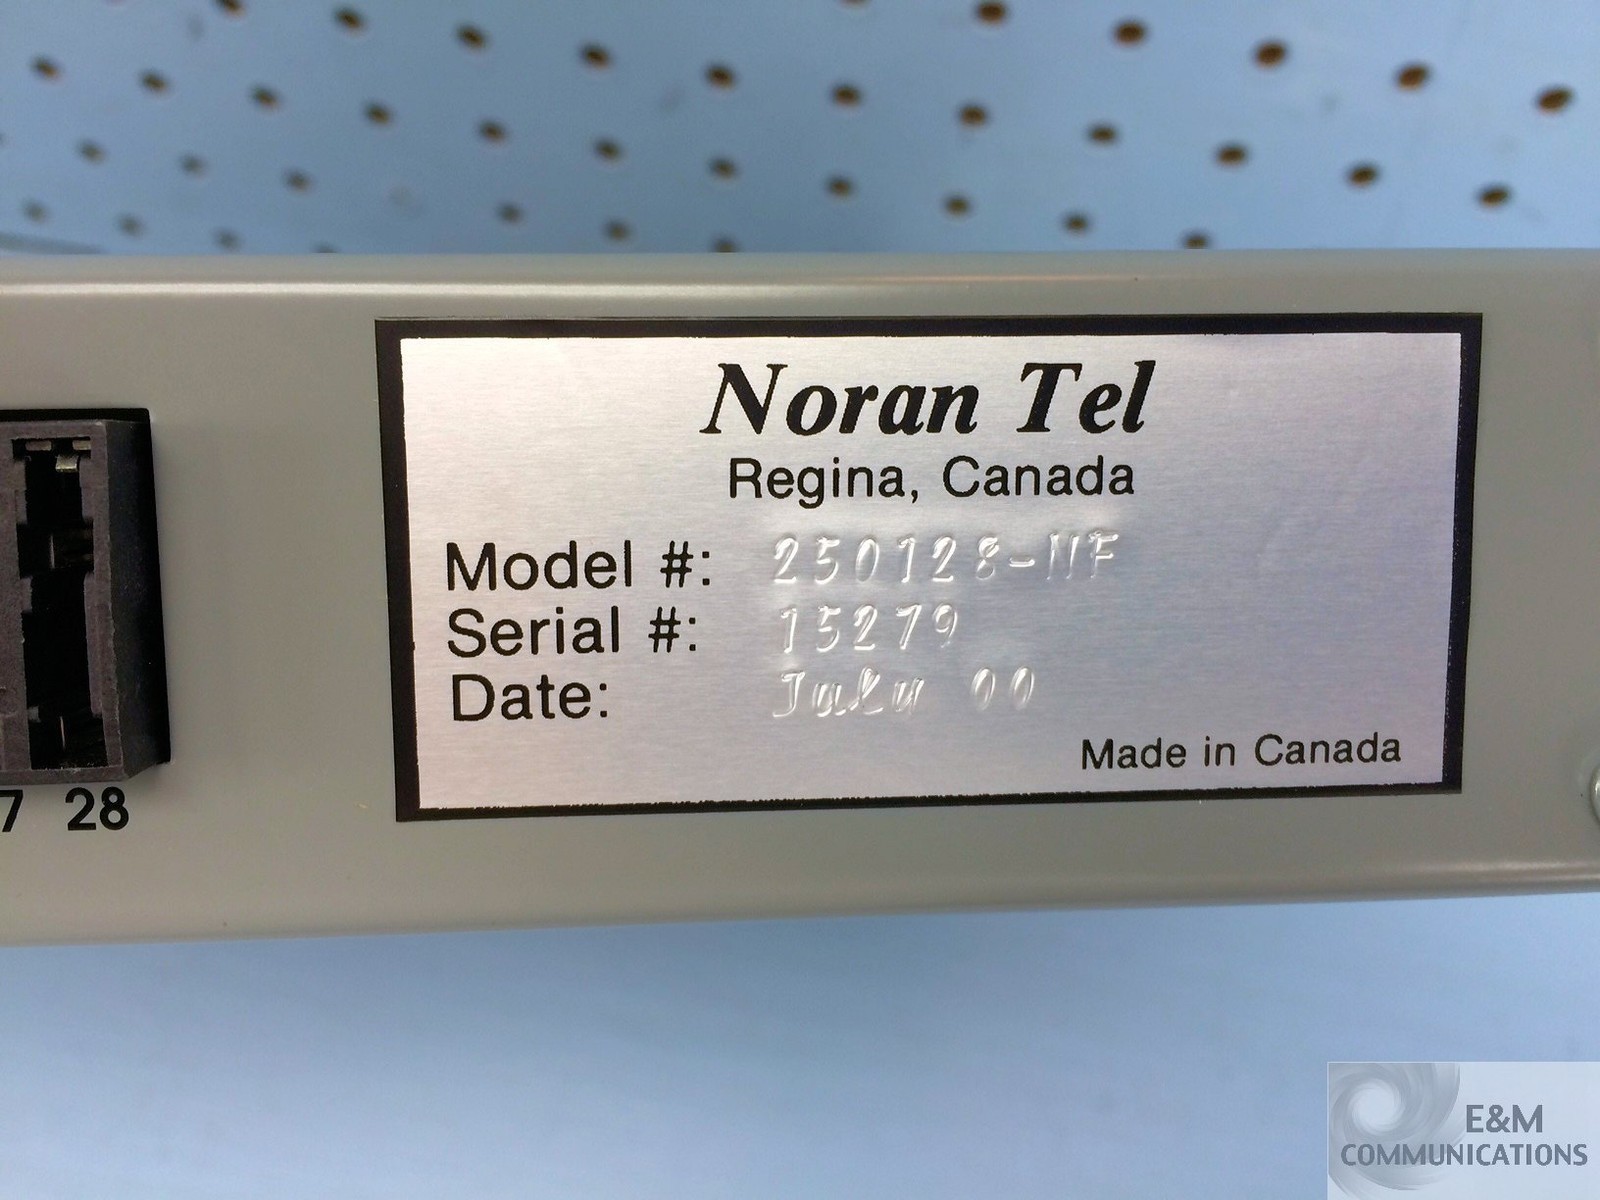 Noran Tel
Regina, Canada
Model #: 250128-NF
Serial #: 15279
Date: July 00
Made in Canada
7 28
E&M
COMMUNICATIONS